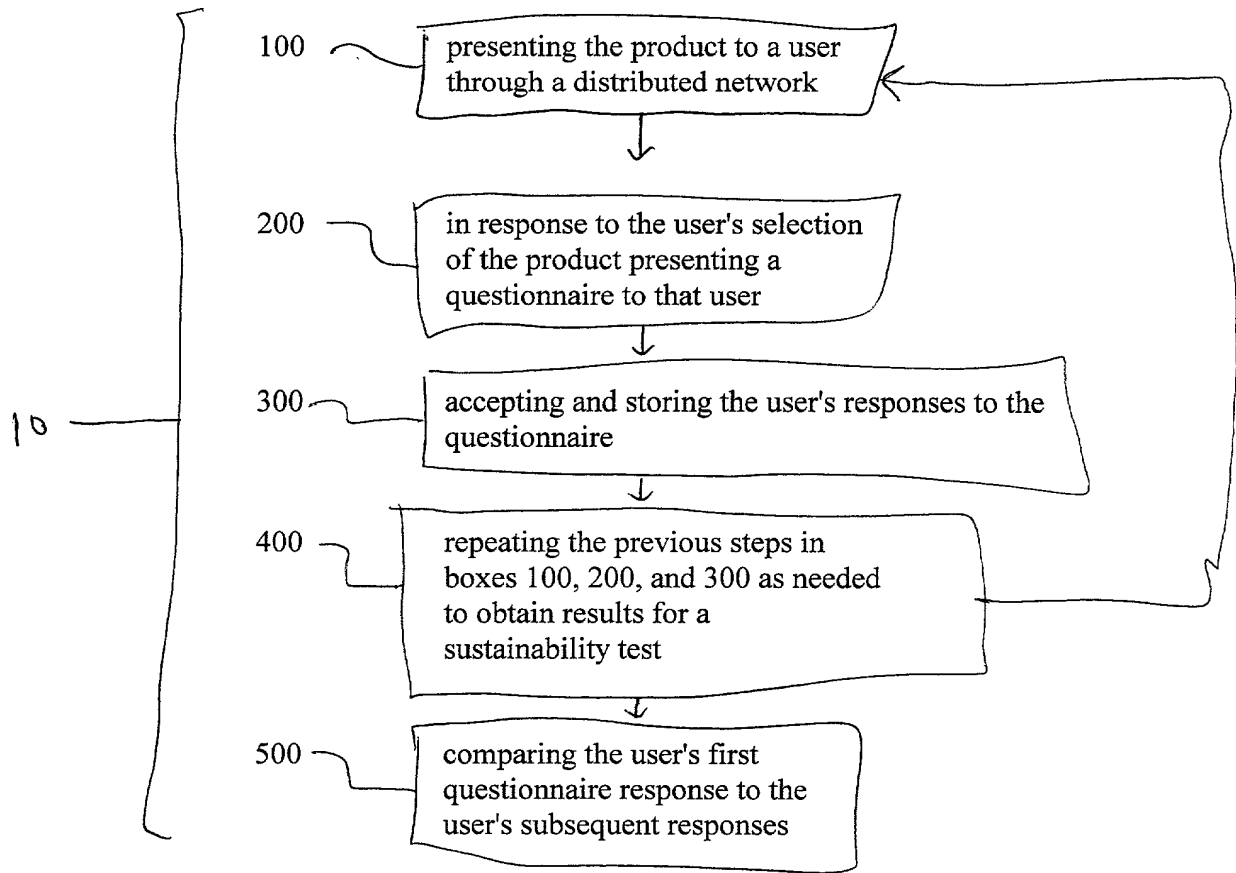 100
presenting the product to a user
through a distributed network
200
in response to the user's selection
of the product presenting a
questionnaire to that user
300
accepting and storing the user's responses to the
questionnaire
10
400
repeating the previous steps in
boxes 100, 200, and 300 as needed
to obtain results for a
sustainability test
500
comparing the user's first
questionnaire response to the
user's subsequent responses